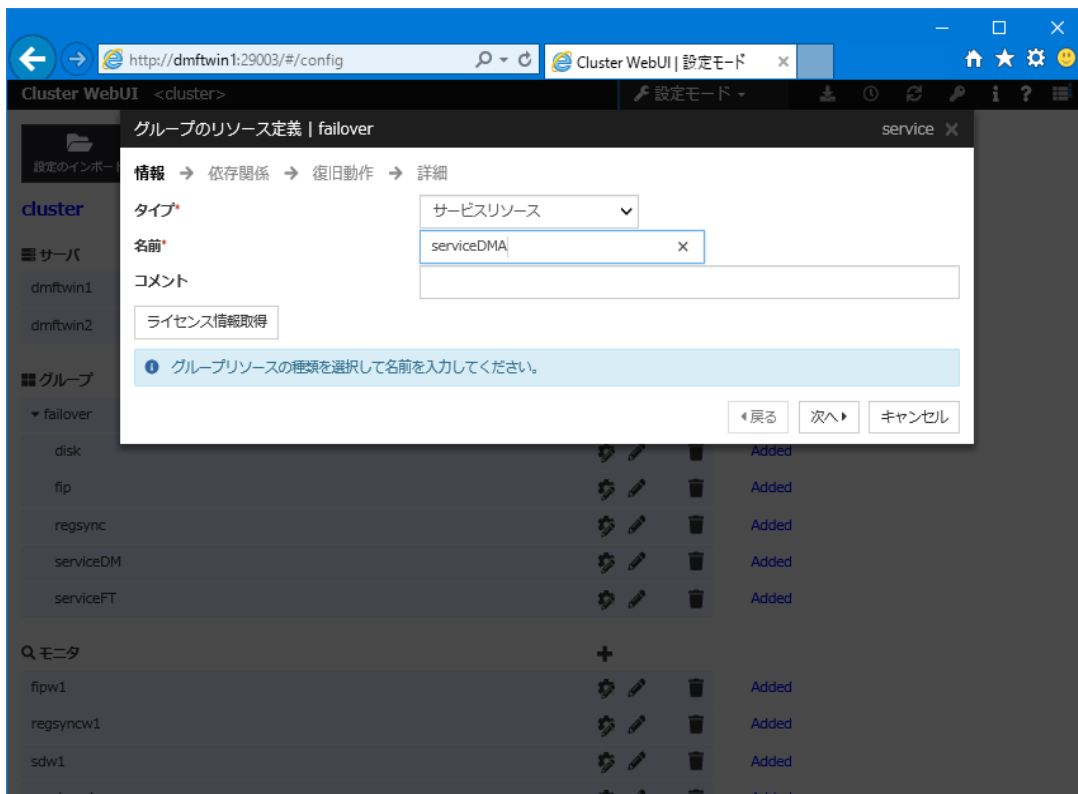 http://dmftwin1:29003/#/config
Cluster WebUI | 設定モード
Cluster WebUI <cluster> 設定モード
グループのリソース定義 | failover service
設定のインポート
情報 → 依存関係 → 復旧動作 → 詳細
cluster
タイプ* サービスリソース
サーバ
名前* serviceDMA
dmftwin1
コメント
dmftwin2
ライセンス情報取得
グループリソースの種類を選択して名前を入力してください。
グループ
戻る 次へ キャンセル
failover
disk Added
fip Added
regsync Added
serviceDM Added
serviceFT Added
モニタ
fipw1 Added
regsyncw1 Added
sdw1 Added